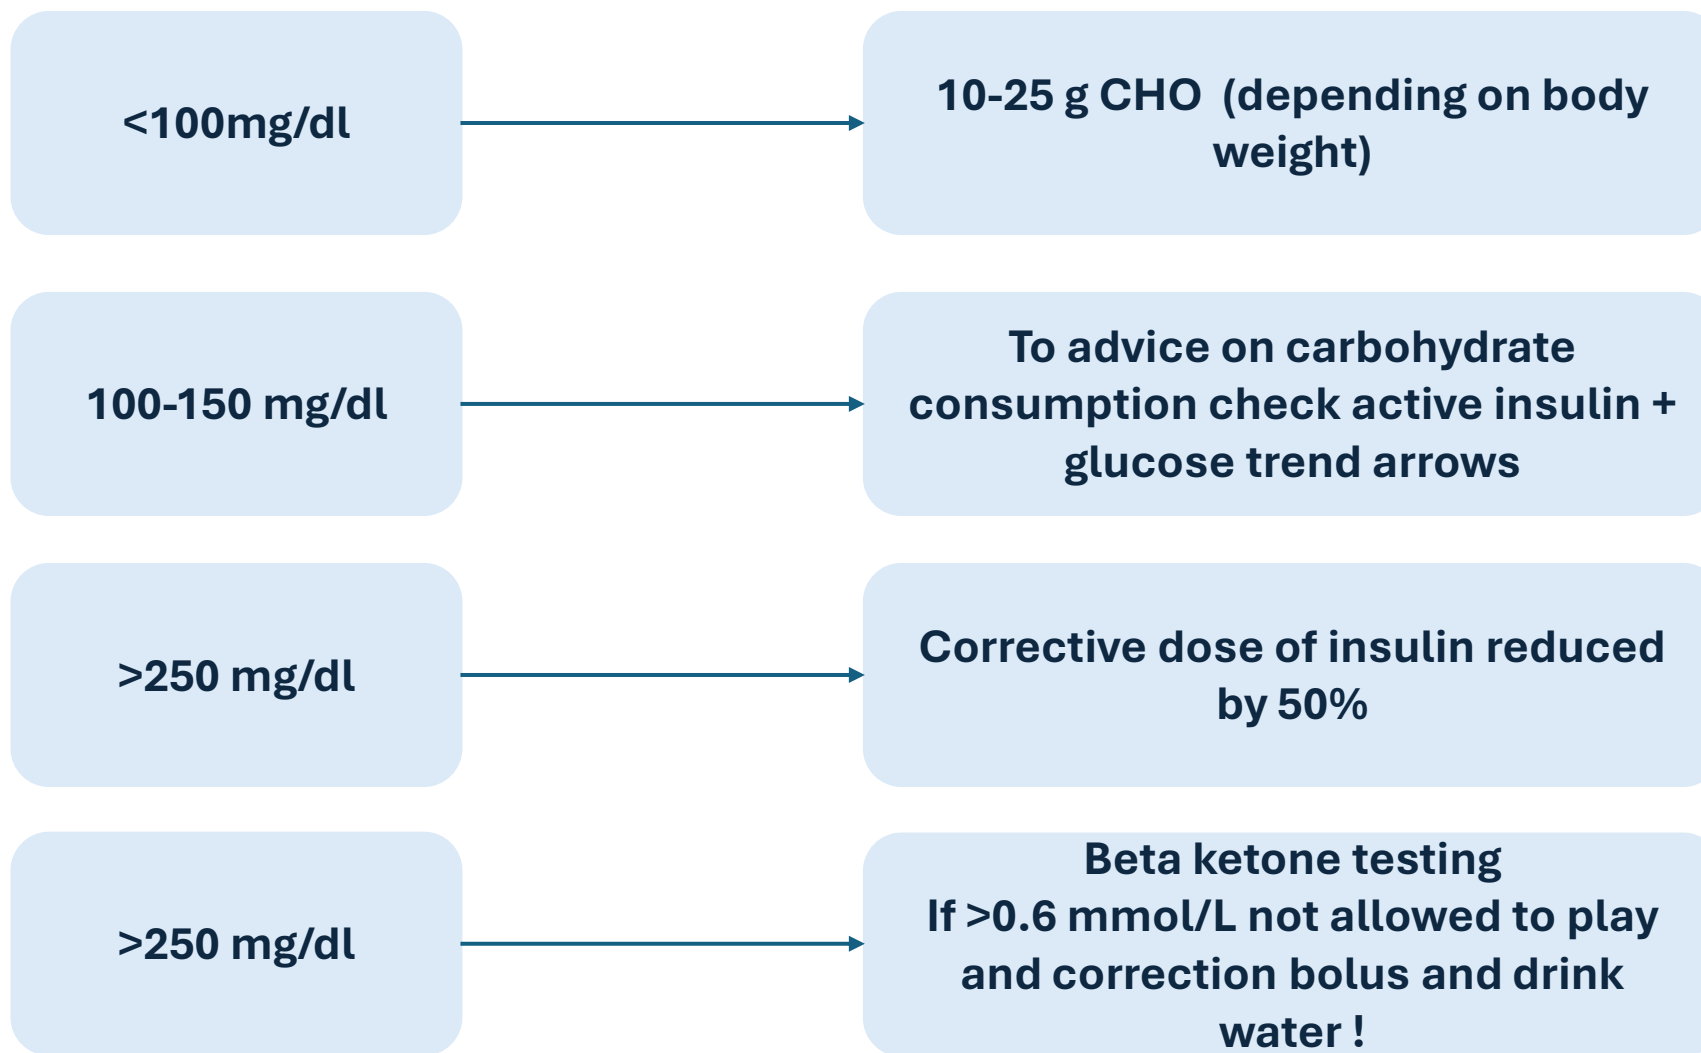 <100mg/dl
10-25 g CHO (depending on body
weight)
100-150 mg/dl
To advice on carbohydrate
consumption check active insulin +
glucose trend arrows
>250 mg/dl
Corrective dose of insulin reduced
by 50%
>250 mg/dl
Beta ketone testing
If >0.6 mmol/L not allowed to play
and correction bolus and drink
water !